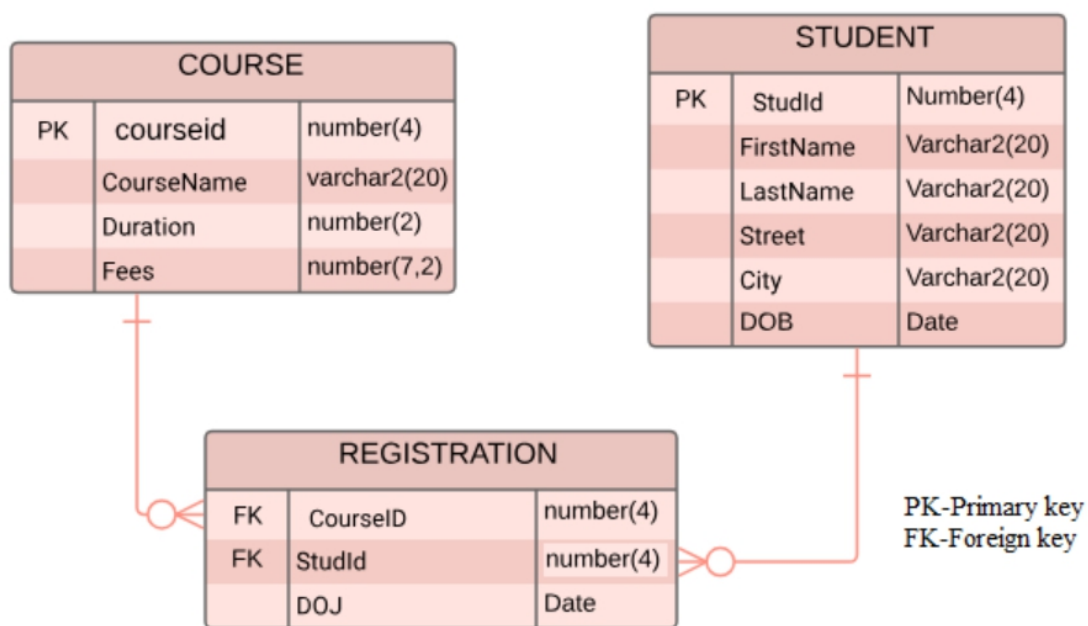 COURSE
PK courseid number(4)
CourseName varchar2(20)
Duration number(2)
Fees number(7,2)
STUDENT
PK StudId Number(4)
FirstName Varchar2(20)
LastName Varchar2(20)
Street Varchar2(20)
City Varchar2(20)
DOB Date
REGISTRATION
FK CourseID number(4)
FK StudId number(4)
DOJ Date
PK-Primary key
FK-Foreign key